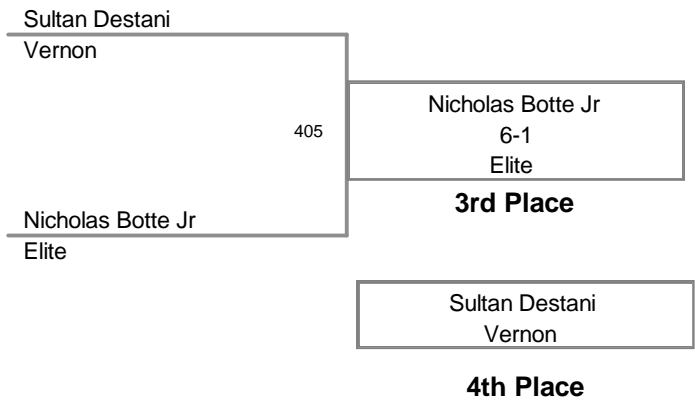 Sultan Destani
Vernon
405
Nicholas Botte Jr
6-1
Elite
3rd Place
Nicholas Botte Jr
Elite
Sultan Destani
Vernon
4th Place